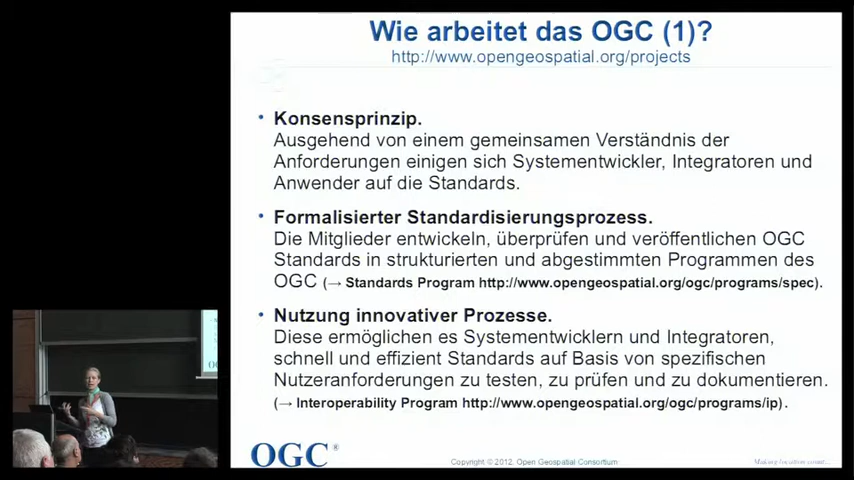 Wie arbeitet das OGC (1)?
http://www.opengeospatial.org/projects
• Konsensprinzip.
Ausgehend von einem gemeinsamen Verständnis der
Anforderungen einigen sich Systementwickler, Integratoren und
Anwender auf die Standards.
• Formalisierter Standardisierungsprozess.
Die Mitglieder entwickeln, überprüfen und veröffentlichen OGC
Standards in strukturierten und abgestimmten Programmen des
OGC (→ Standards Program http://www.opengeospatial.org/ogc/programs/spec).
• Nutzung innovativer Prozesse.
Diese ermöglichen es Systementwicklern und Integratoren,
schnell und effizient Standards auf Basis von spezifischen
Nutzeranforderungen zu testen, zu prüfen und zu dokumentieren.
(→ Interoperability Program http://www.opengeospatial.org/ogc/programs/ip).
OGC®
Copyright © 2012. Open Geospatial Consortium
Making location count...